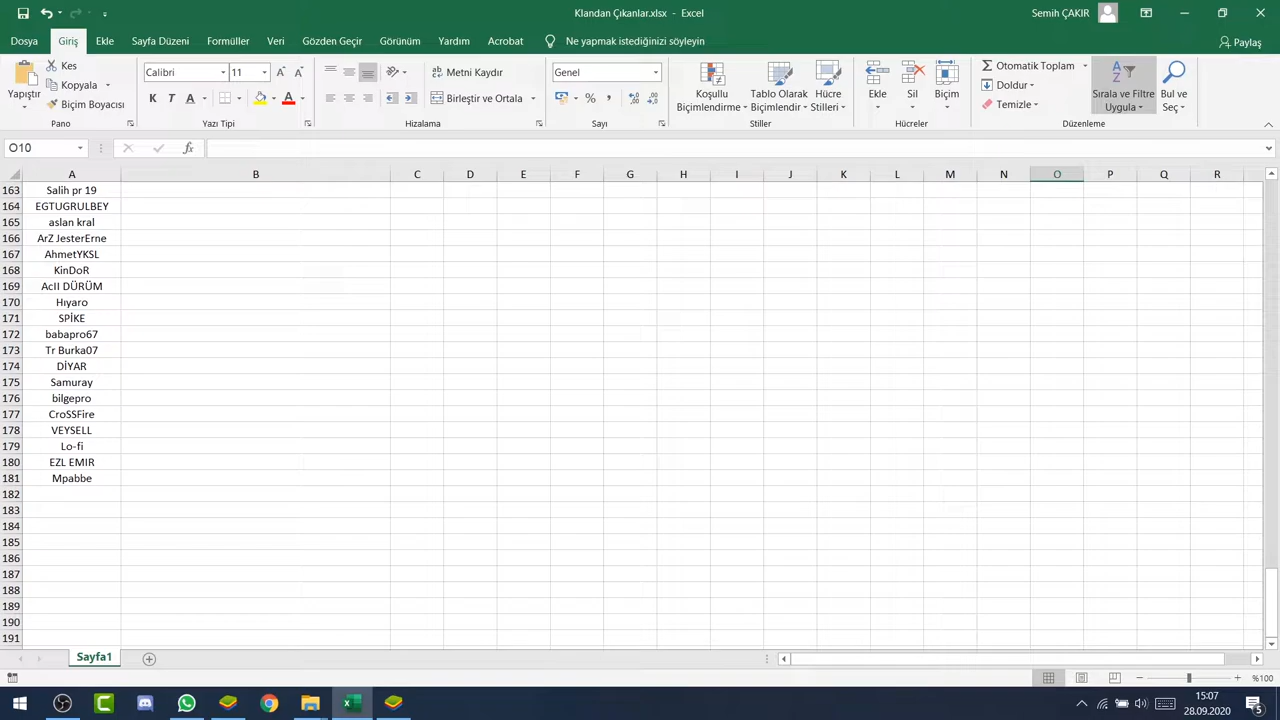 Klandan Çıkanlar.xlsx - Excel
Semih ÇAKIR
Dosya Giriş Ekle Sayfa Düzeni Formüller Veri Gözden Geçir Görünüm Yardım Acrobat Ne yapmak istediğinizi söyleyin Paylaş
Yapıştır
Kes
Kopyala
Biçim Boyacısı
Pano
Calibri 11
K T A
Yazı Tipi
Metni Kaydır
Birleştir ve Ortala
Hizalama
Genel
Sayı
Koşullu Biçimlendirme
Tablo Olarak Biçimlendir
Hücre Stilleri
Stiller
Ekle Sil Biçim
Hücreler
Otomatik Toplam
Doldur
Temizle
Sırala ve Filtre Uygula
Bul ve Seç
Düzenleme
O10
A B C D E F G H I J K L M N O P Q R
163 Salih pr 19
164 EGTUGRULBEY
165 aslan kral
166 ArZ JesterErne
167 AhmetYKSL
168 KinDoR
169 AcII DÜRÜM
170 Hıyaro
171 SPİKE
172 babapro67
173 Tr Burka07
174 DİYAR
175 Samuray
176 bilgepro
177 CroSSFire
178 VEYSELL
179 Lo-fi
180 EZL EMIR
181 Mpabbe
182
183
184
185
186
187
188
189
190
191
Sayfa1
%100
15:07
28.09.2020
5